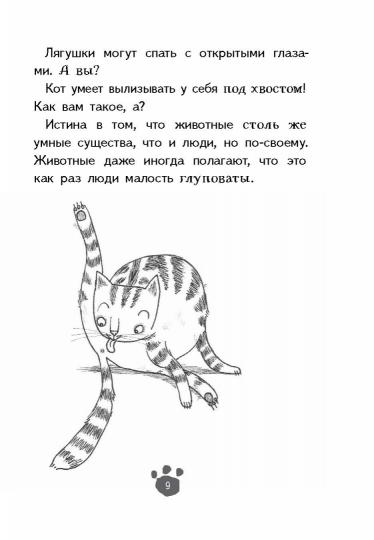 Лягушки могут спать с открытыми глаза-
ми. А вы?
Кот умеет вылизывать у себя под хвостом!
Как вам такое, а?
Истина в том, что животные столь же
умные существа, что и люди, но по-своему.
Животные даже иногда полагают, что это
как раз люди малость глуповаты.
9